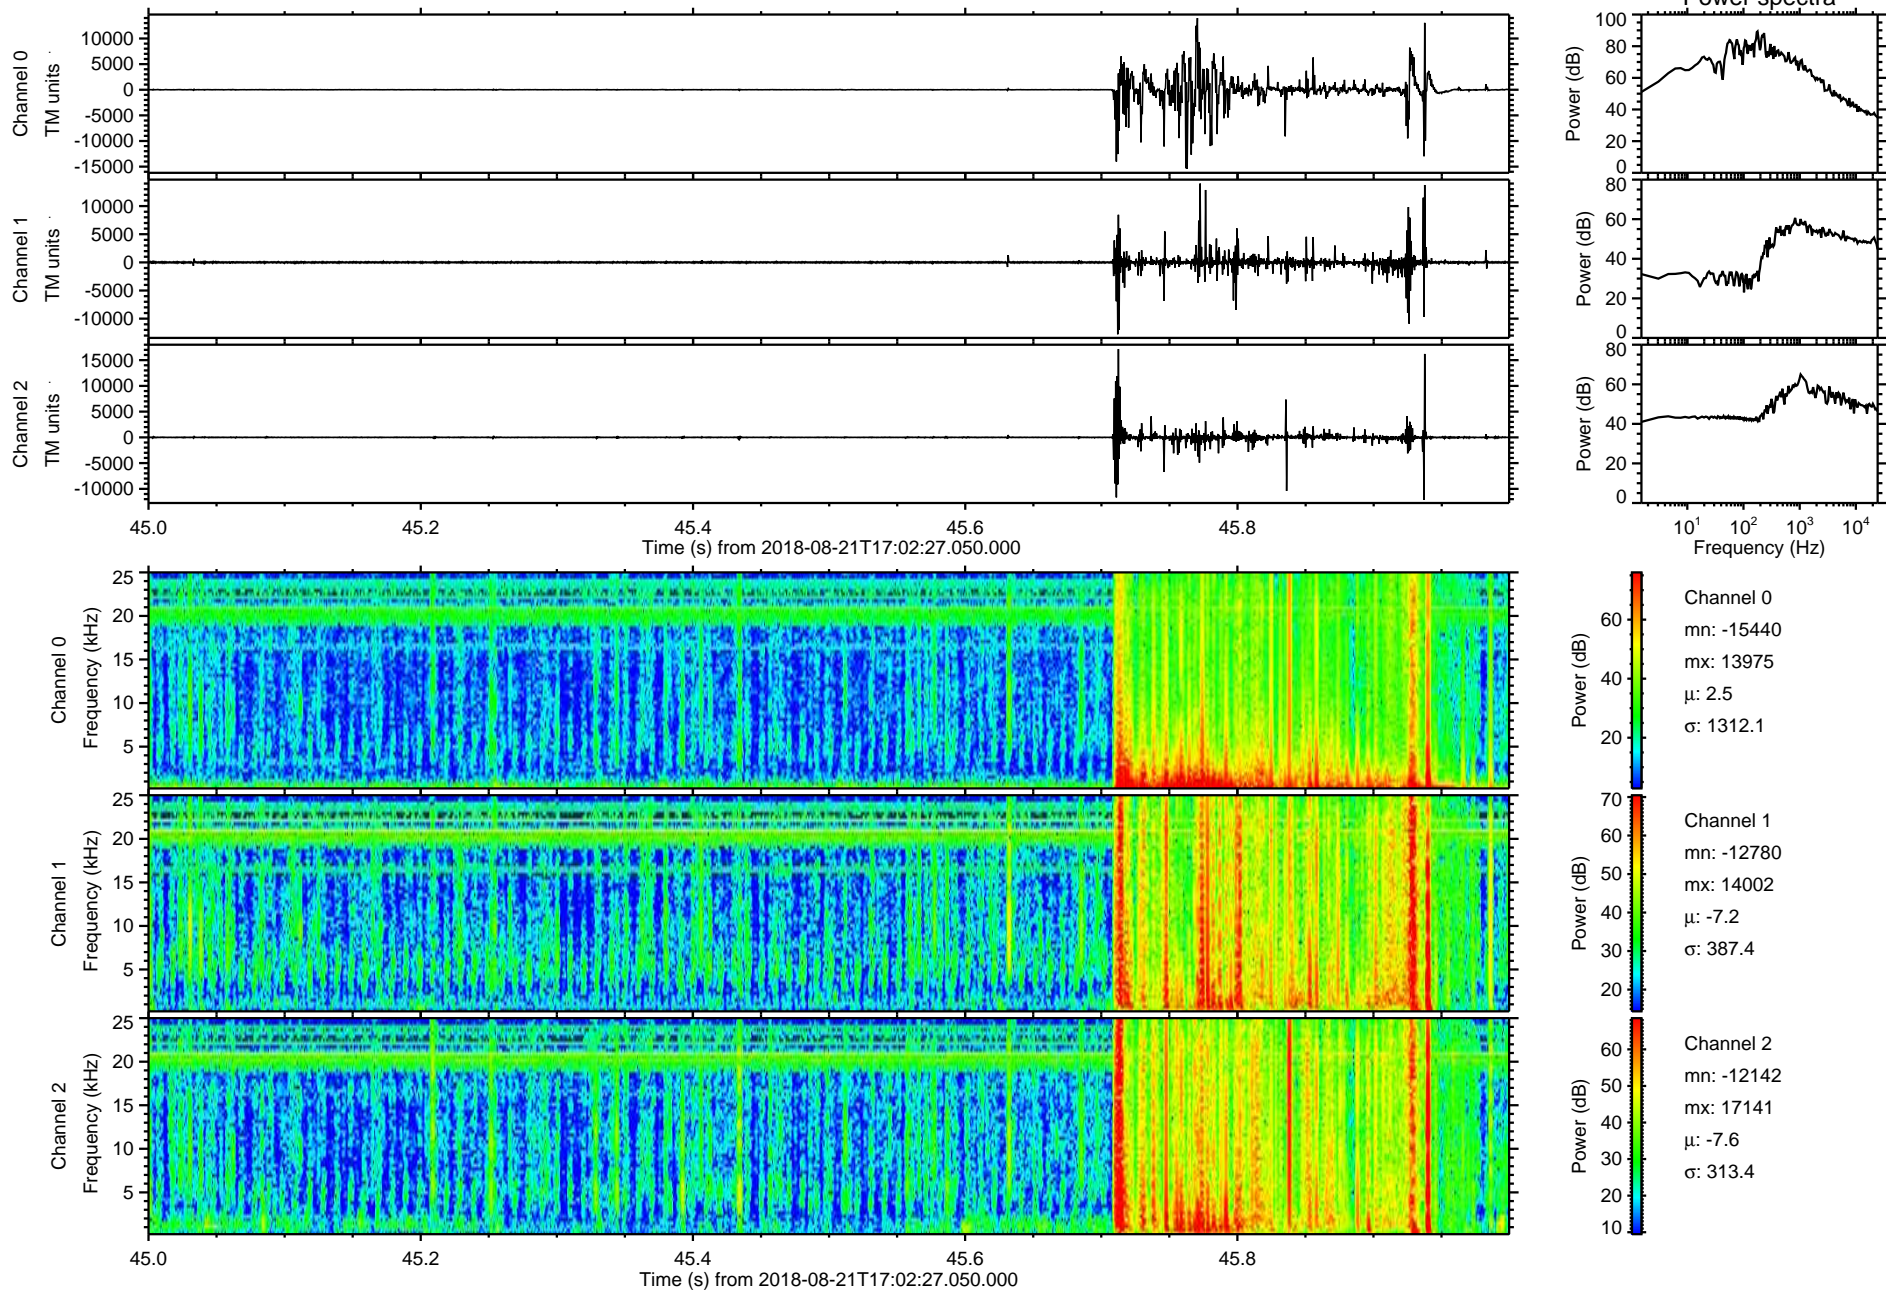 Power spectra
Channel 0
TM units
10000
5000
0
-5000
-10000
-15000
Power (dB)
100
80
60
40
20
0
Channel 1
TM units
10000
5000
0
-5000
-10000
Power (dB)
80
60
40
20
0
Channel 2
TM units
15000
10000
5000
0
-5000
-10000
Power (dB)
80
60
40
20
0
45.0 45.2 45.4 45.6 45.8
Time (s) from 2018-08-21T17:02:27.050.000
10¹ 10² 10³ 10⁴
Frequency (Hz)
Channel 0
Frequency (kHz)
25
20
15
10
5
Power (dB)
60
40
20
Channel 0
mn: -15440
mx: 13975
μ: 2.5
σ: 1312.1
Channel 1
Frequency (kHz)
25
20
15
10
5
Power (dB)
70
60
50
40
30
20
Channel 1
mn: -12780
mx: 14002
μ: -7.2
σ: 387.4
Channel 2
Frequency (kHz)
25
20
15
10
5
Power (dB)
60
50
40
30
20
10
Channel 2
mn: -12142
mx: 17141
μ: -7.6
σ: 313.4
45.0 45.2 45.4 45.6 45.8
Time (s) from 2018-08-21T17:02:27.050.000